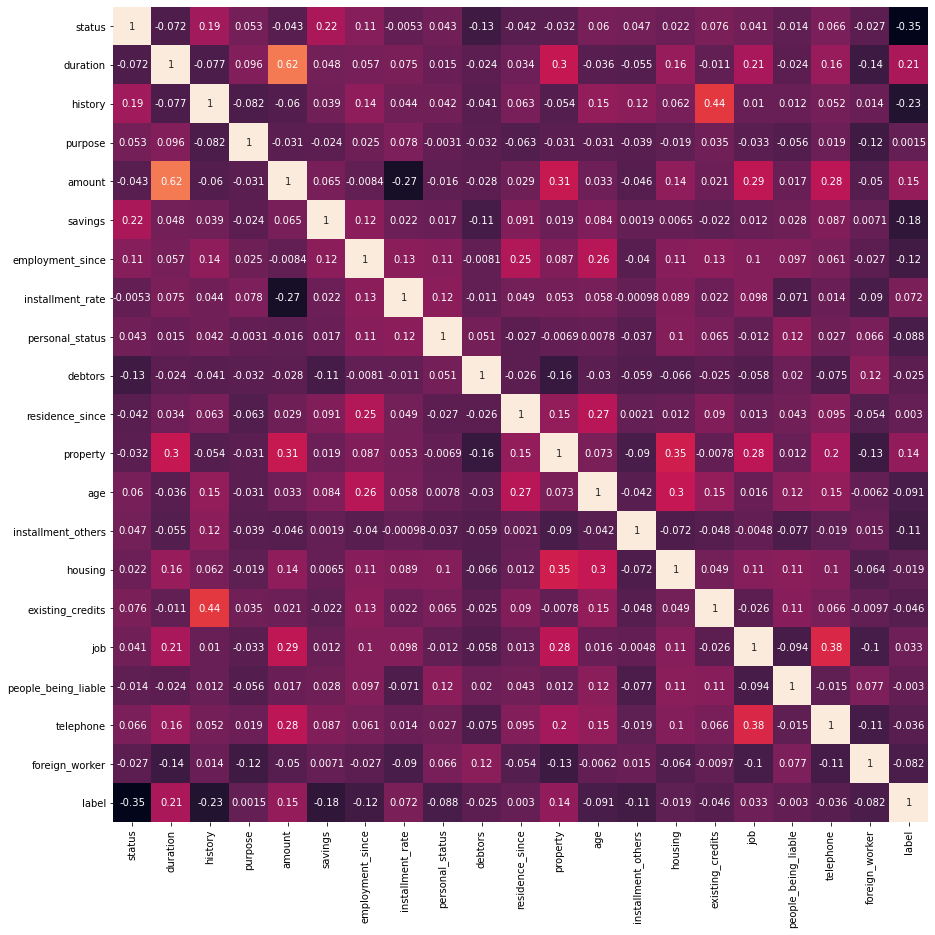 status 1 -0.072 0.19 0.053 -0.043 0.22 0.11 -0.0053 0.043 -0.13 -0.042 -0.032 0.06 0.047 0.022 0.076 0.041 -0.014 0.066 -0.027 -0.35
duration -0.072 1 -0.077 0.096 0.62 0.048 0.057 0.075 0.015 -0.024 0.034 0.3 -0.036 -0.055 0.16 -0.011 0.21 -0.024 0.16 -0.14 0.21
history 0.19 -0.077 1 -0.082 -0.06 0.039 0.14 0.044 0.042 -0.041 0.063 -0.054 0.15 0.12 0.062 0.44 0.01 0.012 0.052 0.014 -0.23
purpose 0.053 0.096 -0.082 1 -0.031 -0.024 0.025 0.078 -0.0031 -0.032 -0.063 -0.031 -0.031 -0.039 -0.019 0.035 -0.033 -0.056 0.019 -0.12 0.0015
amount -0.043 0.62 -0.06 -0.031 1 0.065 -0.0084 -0.27 -0.016 -0.028 0.029 0.31 0.033 -0.046 0.14 0.021 0.29 0.017 0.28 -0.05 0.15
savings 0.22 0.048 0.039 -0.024 0.065 1 0.12 0.022 0.017 -0.11 0.091 0.019 0.084 0.0019 0.0065 -0.022 0.012 0.028 0.087 0.0071 -0.18
employment_since 0.11 0.057 0.14 0.025 -0.0084 0.12 1 0.13 0.11 -0.0081 0.25 0.087 0.26 -0.04 0.11 0.13 0.1 0.097 0.061 -0.027 -0.12
installment_rate -0.0053 0.075 0.044 0.078 -0.27 0.022 0.13 1 0.12 -0.011 0.049 0.053 0.058 -0.00098 0.089 0.022 0.098 -0.071 0.014 -0.09 0.072
personal_status 0.043 0.015 0.042 -0.0031 -0.016 0.017 0.11 0.12 1 0.051 -0.027 -0.0069 0.0078 -0.037 0.1 0.065 -0.012 0.12 0.027 0.066 -0.088
debtors -0.13 -0.024 -0.041 -0.032 -0.028 -0.11 -0.0081 -0.011 0.051 1 -0.026 -0.16 -0.03 -0.059 -0.066 -0.025 -0.058 0.02 -0.075 0.12 -0.025
residence_since -0.042 0.034 0.063 -0.063 0.029 0.091 0.25 0.049 -0.027 -0.026 1 0.15 0.27 0.0021 0.012 0.09 0.013 0.043 0.095 -0.054 0.003
property -0.032 0.3 -0.054 -0.031 0.31 0.019 0.087 0.053 -0.0069 -0.16 0.15 1 0.073 -0.09 0.35 -0.0078 0.28 0.012 0.2 -0.13 0.14
age 0.06 -0.036 0.15 -0.031 0.033 0.084 0.26 0.058 0.0078 -0.03 0.27 0.073 1 -0.042 0.3 0.15 0.016 0.12 0.15 -0.0062 -0.091
installment_others 0.047 -0.055 0.12 -0.039 -0.046 0.0019 -0.04 -0.00098 -0.037 -0.059 0.0021 -0.09 -0.042 1 -0.072 -0.048 -0.0048 -0.077 -0.019 0.015 -0.11
housing 0.022 0.16 0.062 -0.019 0.14 0.0065 0.11 0.089 0.1 -0.066 0.012 0.35 0.3 -0.072 1 0.049 0.11 0.11 0.1 -0.064 -0.019
existing_credits 0.076 -0.011 0.44 0.035 0.021 -0.022 0.13 0.022 0.065 -0.025 0.09 -0.0078 0.15 -0.048 0.049 1 -0.026 0.11 0.066 -0.0097 -0.046
job 0.041 0.21 0.01 -0.033 0.29 0.012 0.1 0.098 -0.012 -0.058 0.013 0.28 0.016 -0.0048 0.11 -0.026 1 -0.094 0.38 -0.1 0.033
people_being_liable -0.014 -0.024 0.012 -0.056 0.017 0.028 0.097 -0.071 0.12 0.02 0.043 0.012 0.12 -0.077 0.11 0.11 -0.094 1 -0.015 0.077 -0.003
telephone 0.066 0.16 0.052 0.019 0.28 0.087 0.061 0.014 0.027 -0.075 0.095 0.2 0.15 -0.019 0.1 0.066 0.38 -0.015 1 -0.11 -0.036
foreign_worker -0.027 -0.14 0.014 -0.12 -0.05 0.0071 -0.027 -0.09 0.066 0.12 -0.054 -0.13 -0.0062 0.015 -0.064 -0.0097 -0.1 0.077 -0.11 1 -0.082
label -0.35 0.21 -0.23 0.0015 0.15 -0.18 -0.12 0.072 -0.088 -0.025 0.003 0.14 -0.091 -0.11 -0.019 -0.046 0.033 -0.003 -0.036 -0.082 1
status duration history purpose amount savings employment_since installment_rate personal_status debtors residence_since property age installment_others housing existing_credits job people_being_liable telephone foreign_worker label